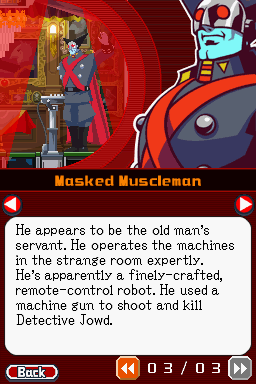 Masked Muscleman
He appears to be the old man's
servant. He operates the machines
in the strange room expertly.
He's apparently a finely-crafted,
remote-control robot. He used a
machine gun to shoot and kill
Detective Jowd.
Back
03/03